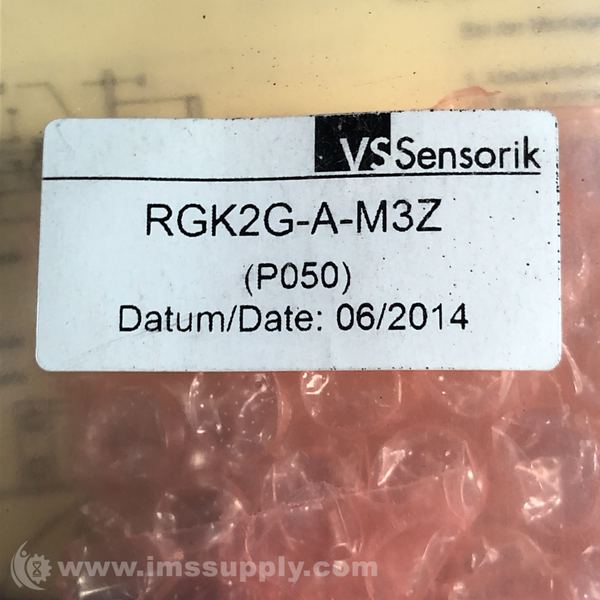 VS Sensorik
RGK2G-A-M3Z
(P050)
Datum/Date: 06/2014
www.imssupply.com